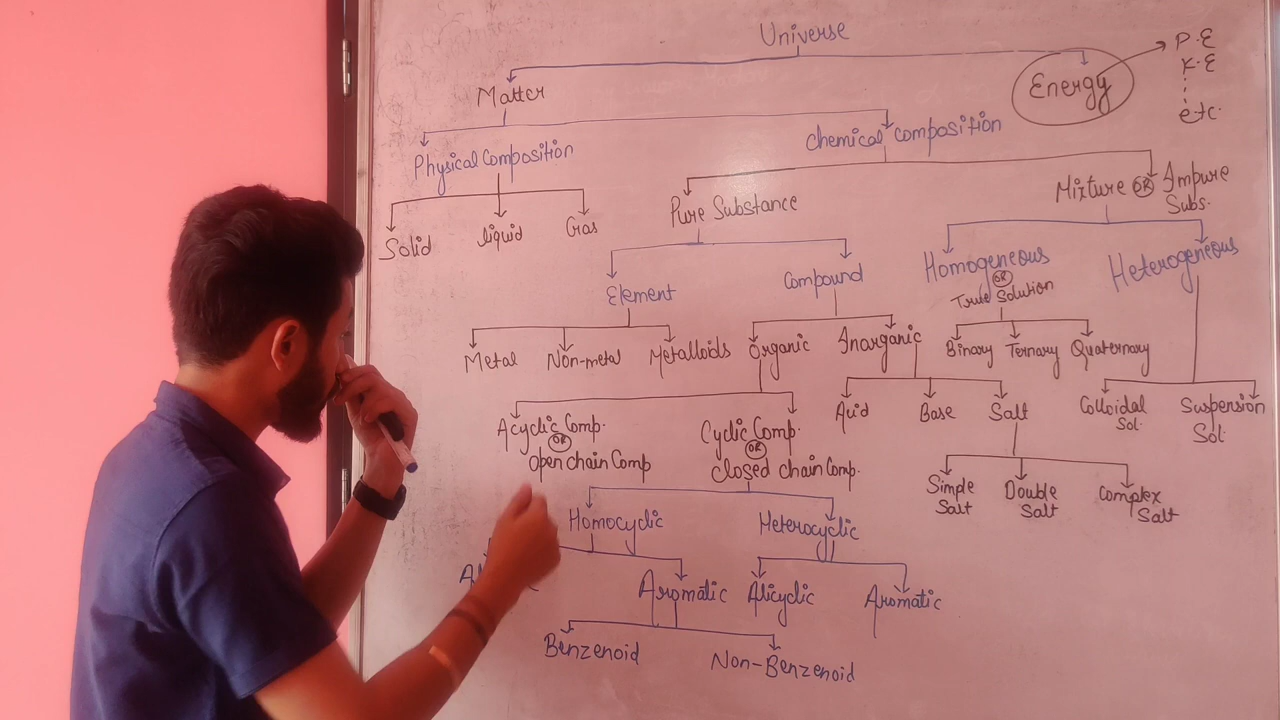 Universe
Matter
Energy
P.E
K.E
etc.
Physical Composition
Chemical composition
Solid
liquid
Gas
Pure Substance
Mixture OR Impure
Subs.
Element
Compound
Homogeneous
OR
True Solution
Heterogeneous
Metal
Non-metal
Metalloids
Organic
Inorganic
Binary
Ternary
Quaternary
Acyclic Comp.
OR
open chain Comp
Cyclic Comp.
OR
closed chain Comp.
Acid
Base
Salt
Colloidal
Sol.
Suspension
Sol.
Simple
Salt
Double
Salt
Complex
Salt
Homocyclic
Heterocyclic
Aromatic
Alicyclic
Aromatic
Benzenoid
Non-Benzenoid